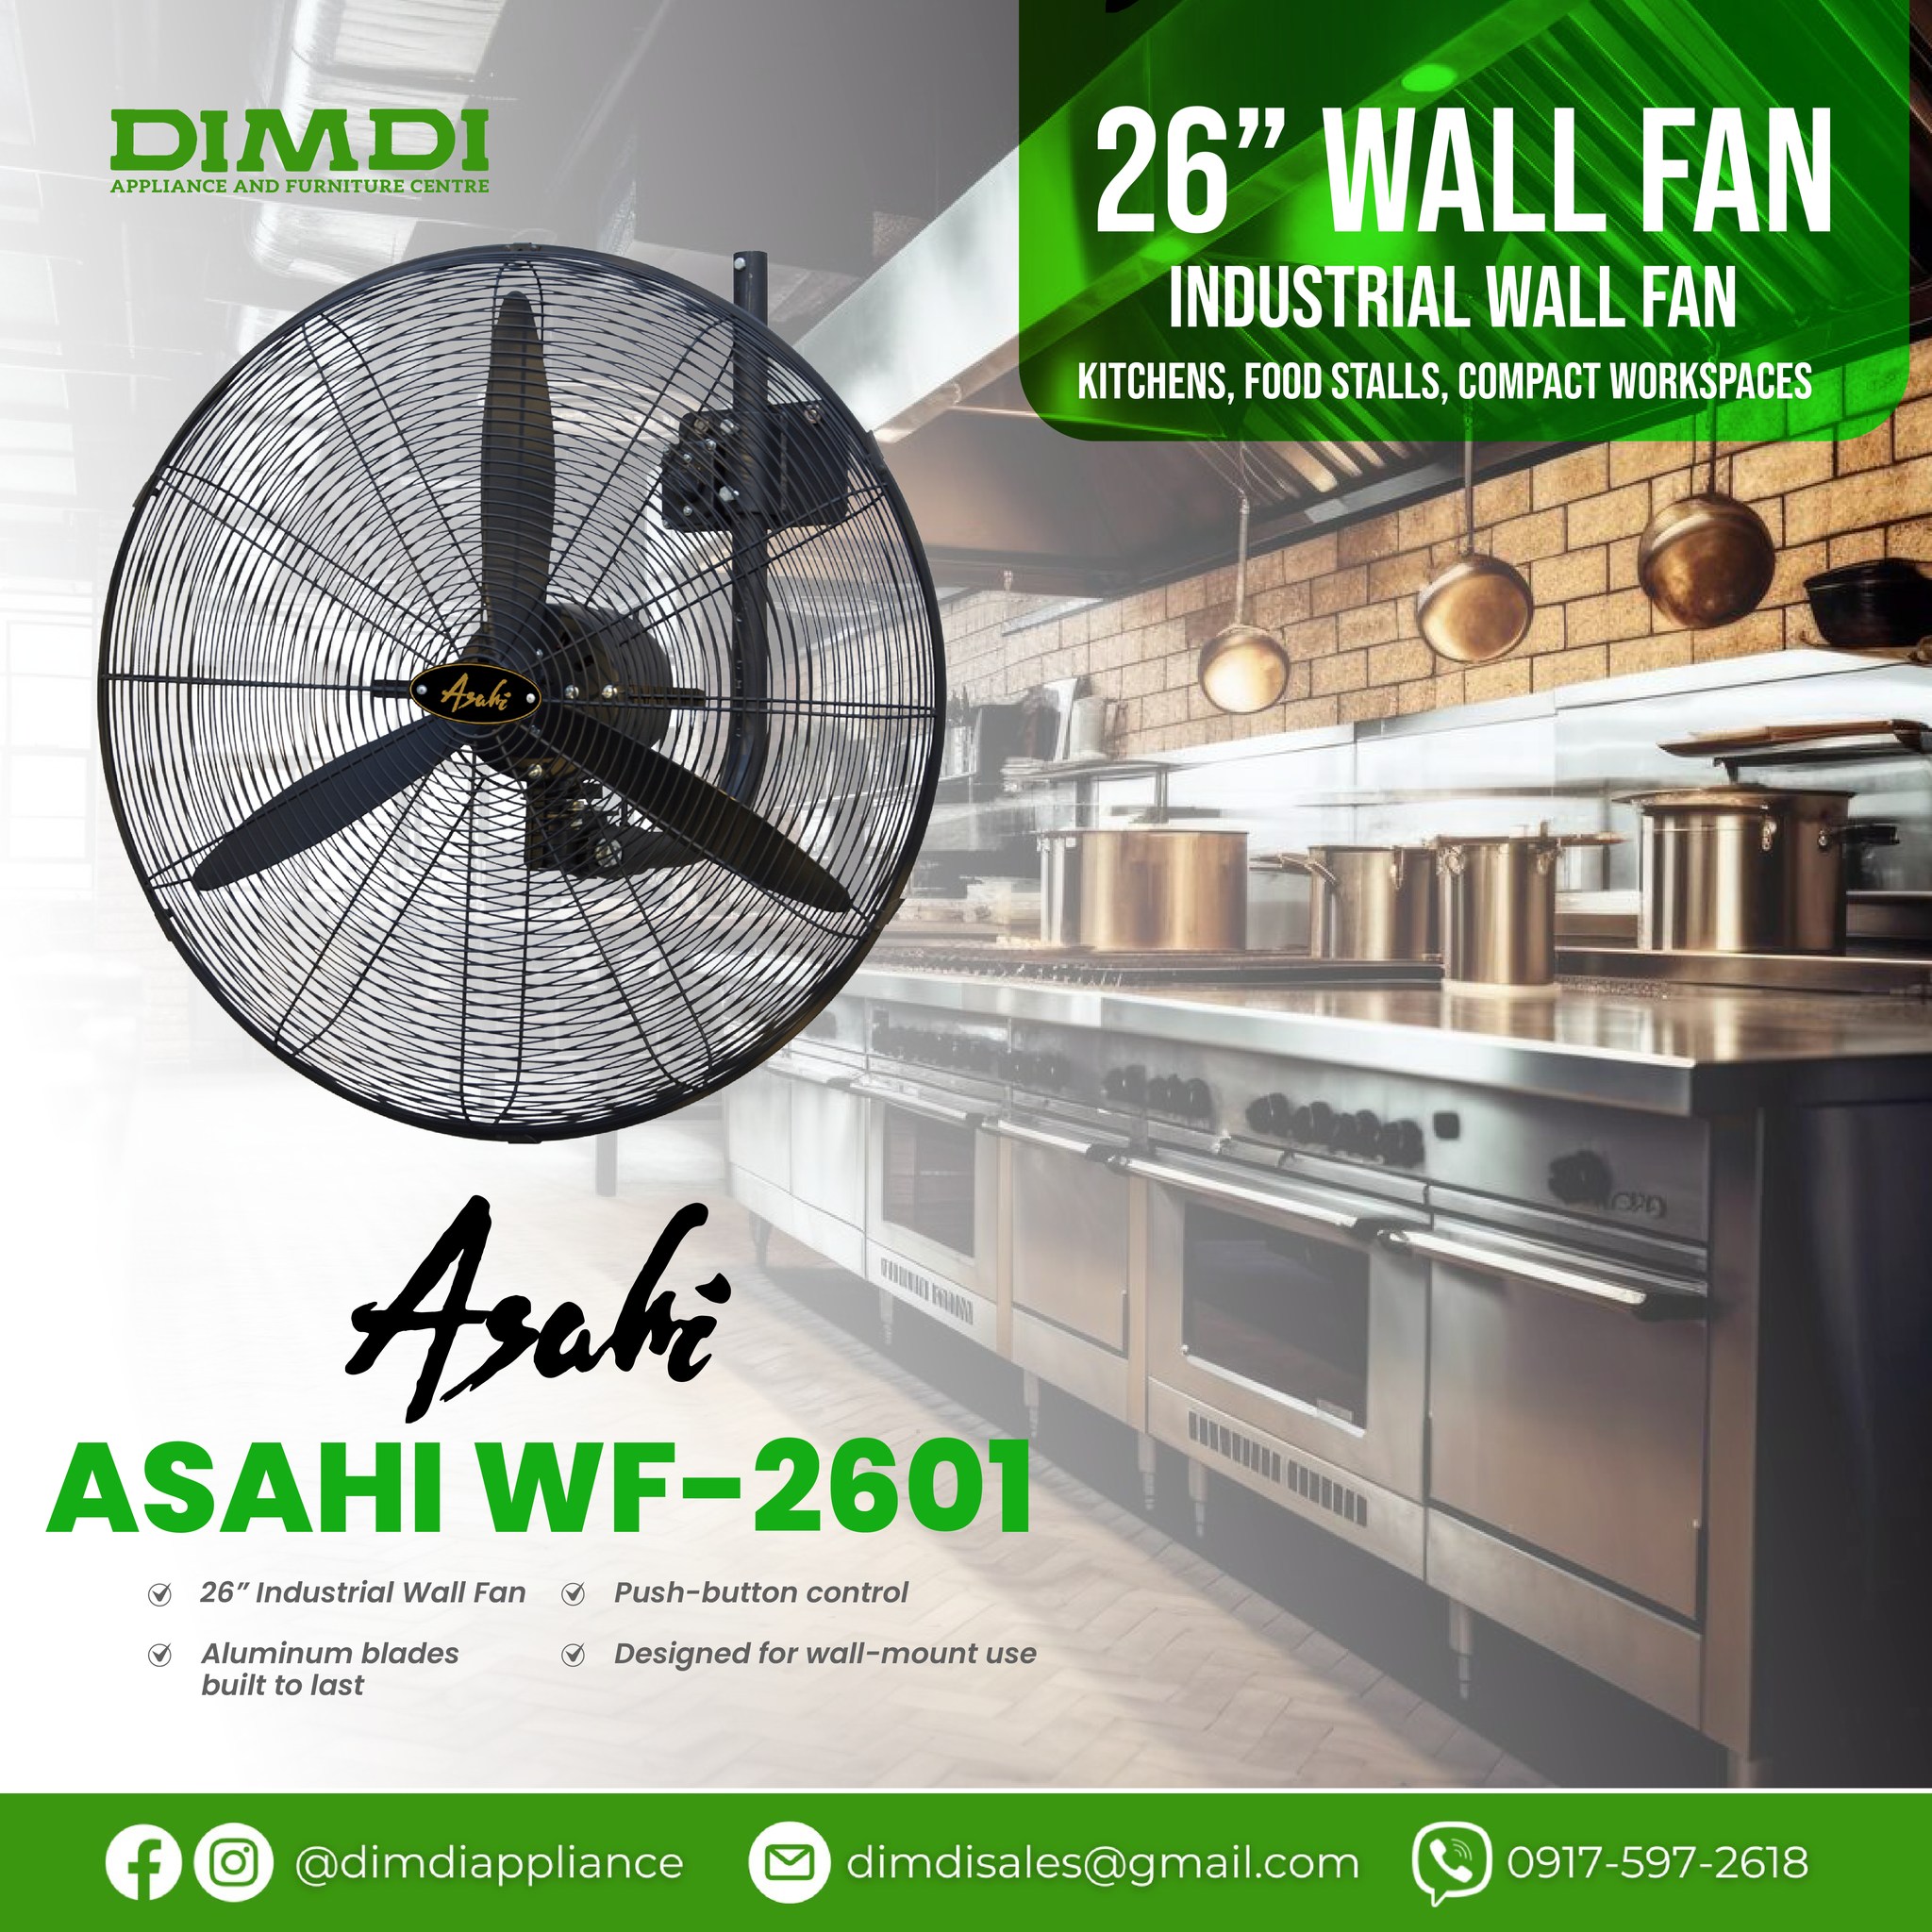 DIMDI
APPLIANCE AND FURNITURE CENTRE
26” WALL FAN
INDUSTRIAL WALL FAN
KITCHENS, FOOD STALLS, COMPACT WORKSPACES
Asahi
Asahi
ASAHI WF-2601
26” Industrial Wall Fan
Push-button control
Aluminum blades
built to last
Designed for wall-mount use
@dimdiappliance
dimdisales@gmail.com
0917-597-2618